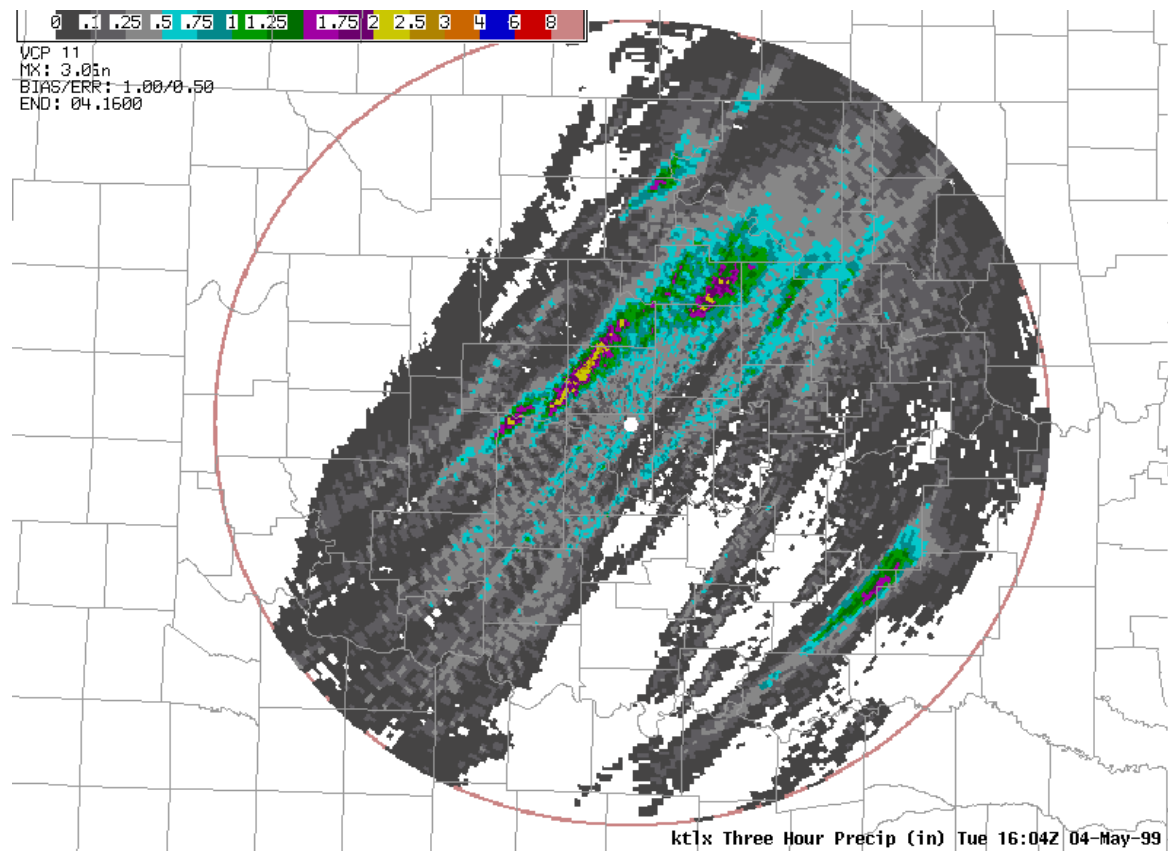 0 .1 .25 .5 .75 1 1.25 1.75 2 2.5 3 4 6 8
VCP 11
MX: 3.0in
BIAS/ERR: 1.00/0.50
END: 04.1600
ktlx Three Hour Precip (in) Tue 16:04Z 04-May-99